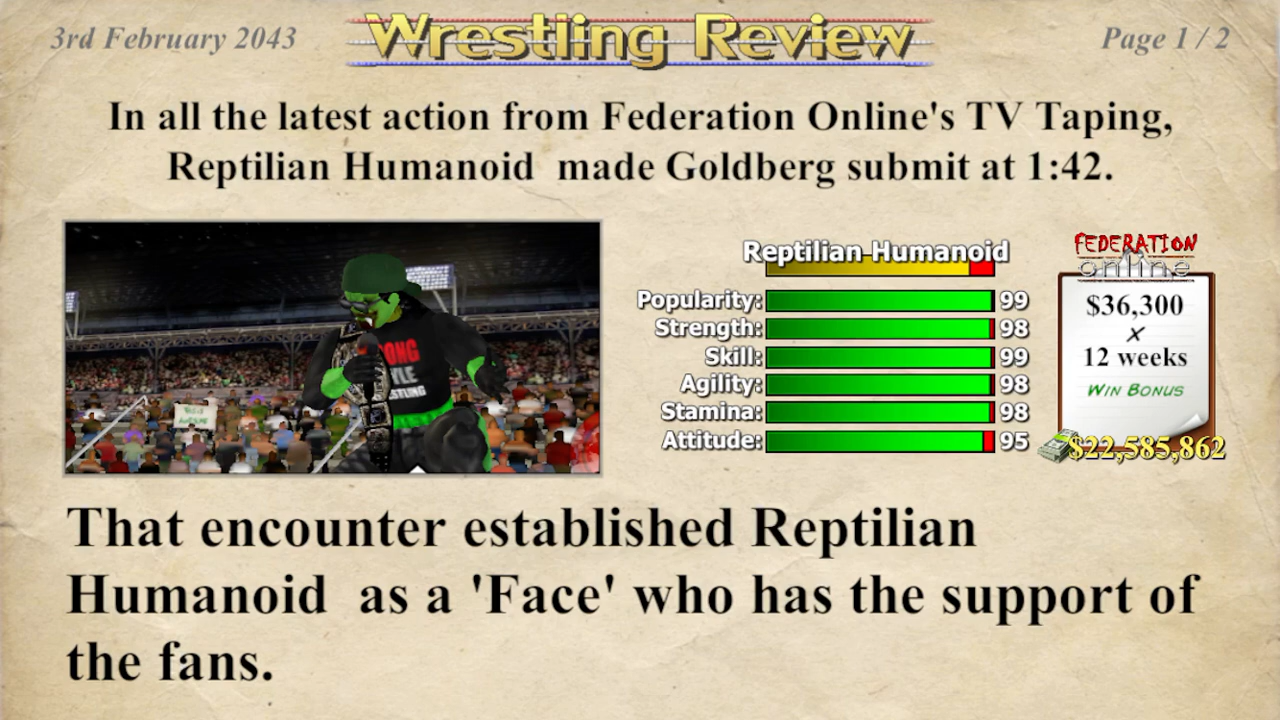 3rd February 2043
Wrestling Review
Page 1 / 2
In all the latest action from Federation Online's TV Taping,
Reptilian Humanoid  made Goldberg submit at 1:42.
Reptilian Humanoid
Popularity: 99
Strength: 98
Skill: 99
Agility: 98
Stamina: 98
Attitude: 95
FEDERATION
online
$36,300
x
12 weeks
WIN BONUS
$22,585,862
That encounter established Reptilian
Humanoid  as a 'Face' who has the support of
the fans.